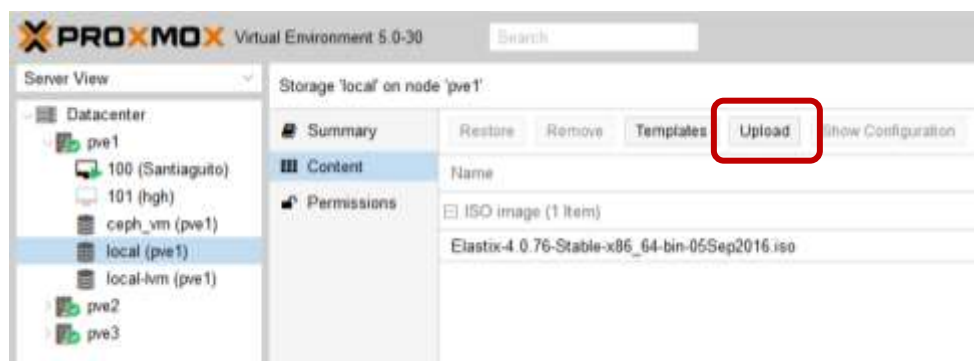 PROXMOX Virtual Environment 5.0-30 Search
Server View
Datacenter
pve1
100 (Santiaguito)
101 (hgh)
ceph_vm (pve1)
local (pve1)
local-lvm (pve1)
pve2
pve3
Storage 'local' on node 'pve1'
Summary
Content
Permissions
Restore Remove Templates Upload Show Configuration
Name
ISO image (1 Item)
Elastix-4.0.76-Stable-x86_64-bin-05Sep2016.iso